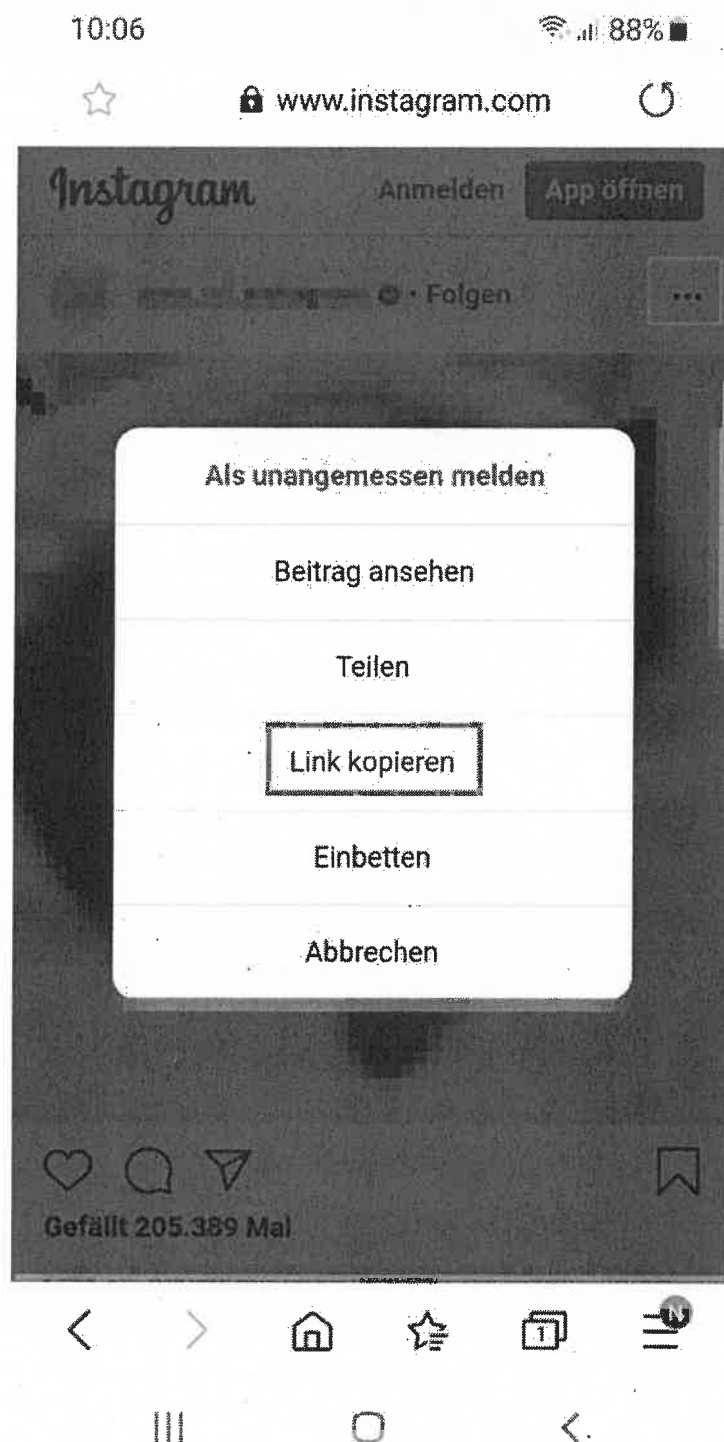 10:06 88%
www.instagram.com
Instagram Anmelden App öffnen
• Folgen
Als unangemessen melden
Beitrag ansehen
Teilen
Link kopieren
Einbetten
Abbrechen
Gefällt 205.389 Mal
1 N